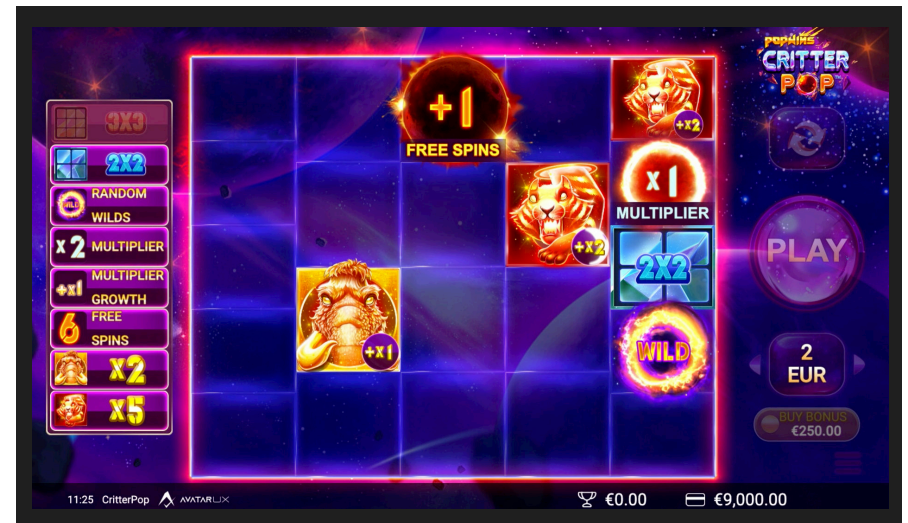 POPWINS
CRITTER
POP
3X3
2X2
RANDOM
WILDS
x2 MULTIPLIER
+x1 MULTIPLIER
GROWTH
6 FREE
SPINS
X2
X5
WILD
+1
FREE SPINS
+X2
x1
MULTIPLIER
+X2
2X2
+X1
WILD
PLAY
2
EUR
BUY BONUS
€250.00
11:25 CritterPop AVATARUX €0.00 €9,000.00